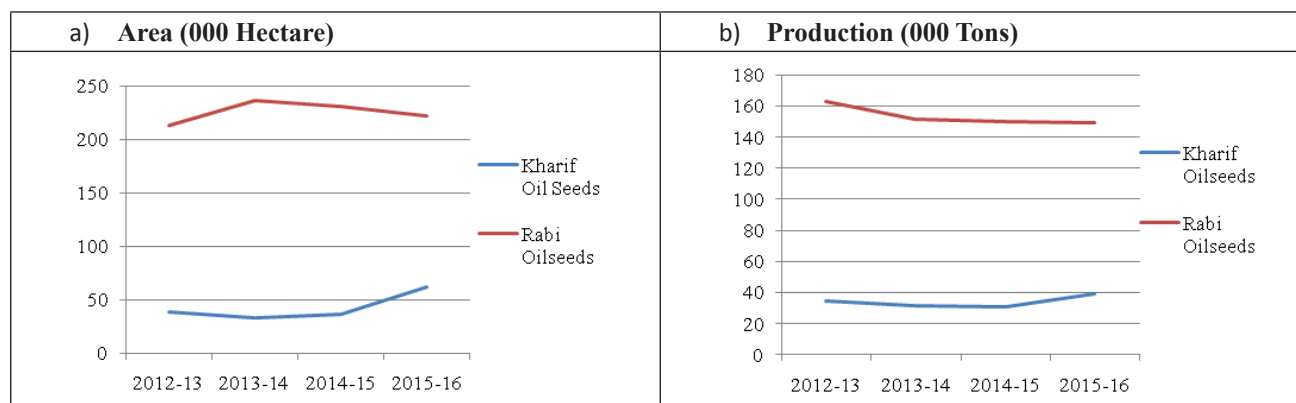 a) Area (000 Hectare)
250
200
150
100
50
0
2012-13 2013-14 2014-15 2015-16
Kharif
Oil Seeds
Rabi
Oilseeds
b) Production (000 Tons)
180
160
140
120
100
80
60
40
20
0
2012-13 2013-14 2014-15 2015-16
Kharif
Oilseeds
Rabi
Oilseeds